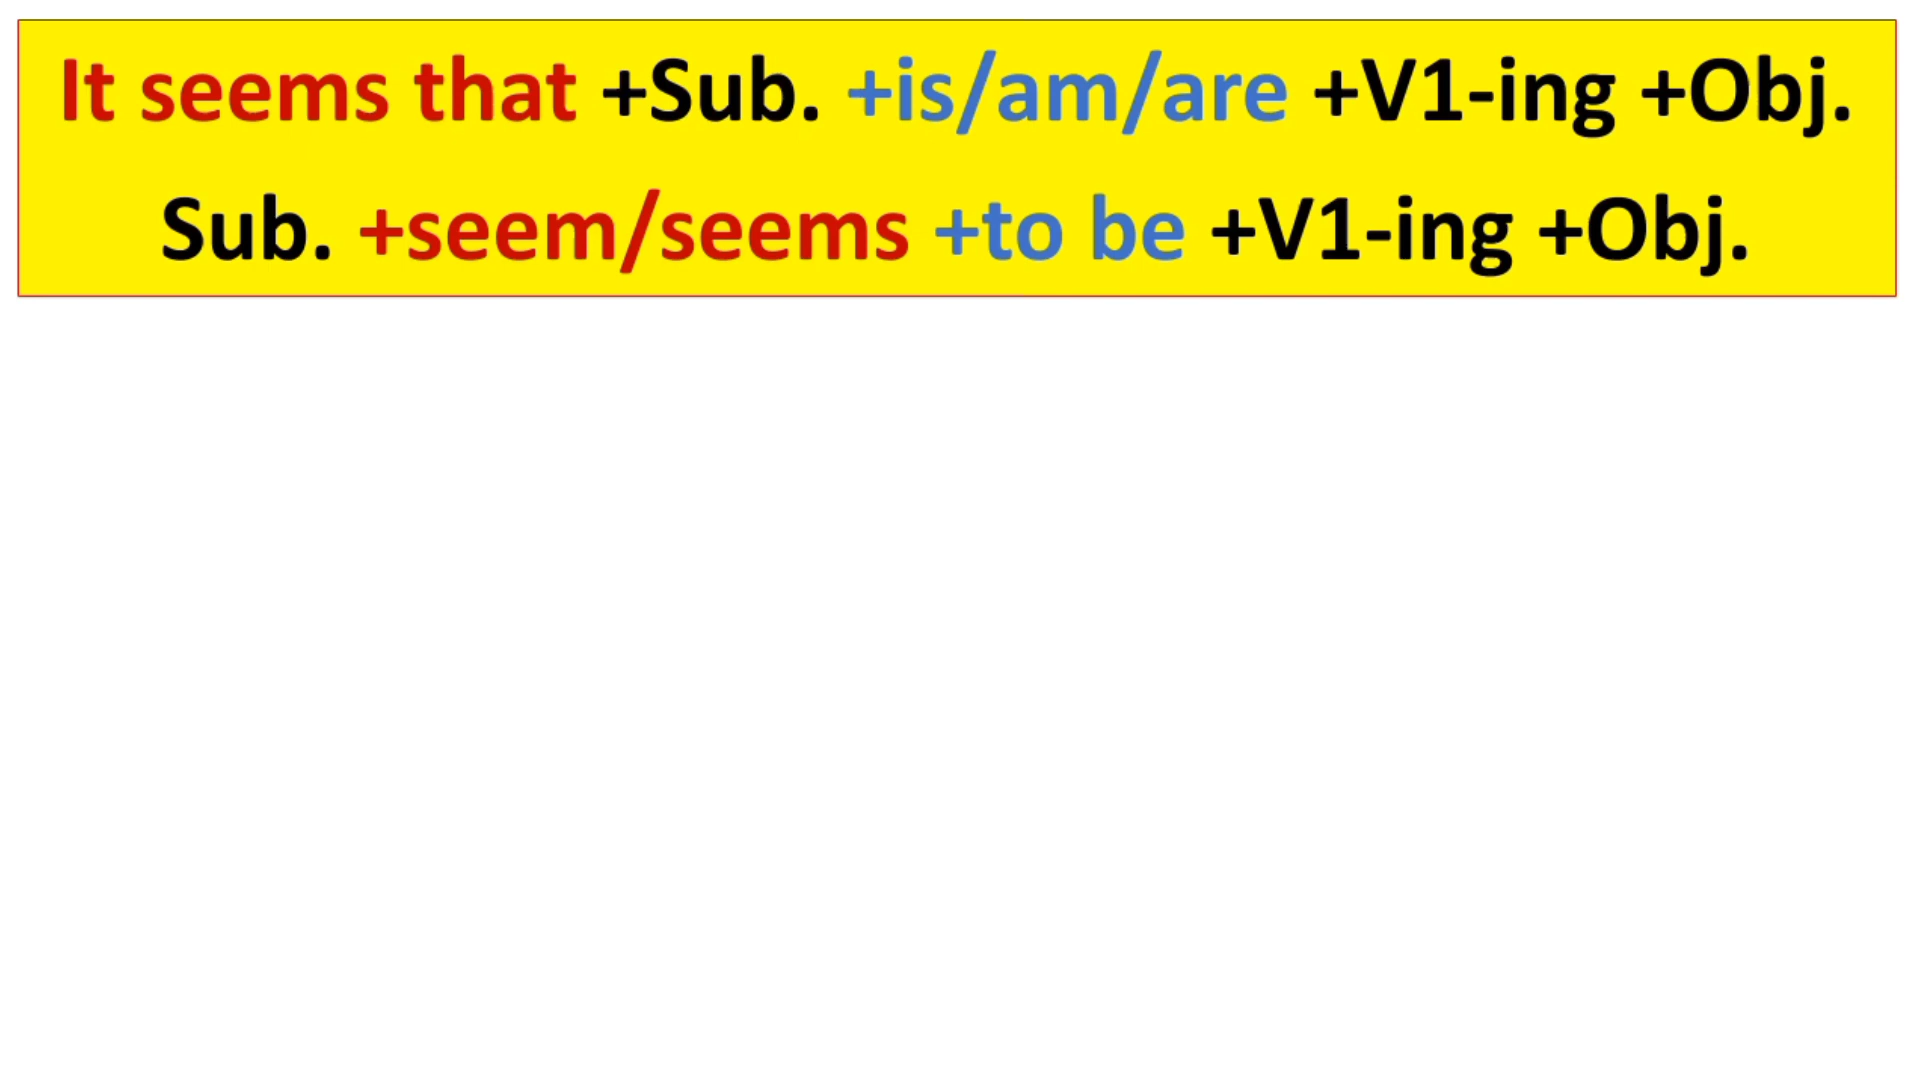 It seems that +Sub. +is/am/are +V1-ing +Obj.
Sub. +seem/seems +to be +V1-ing +Obj.